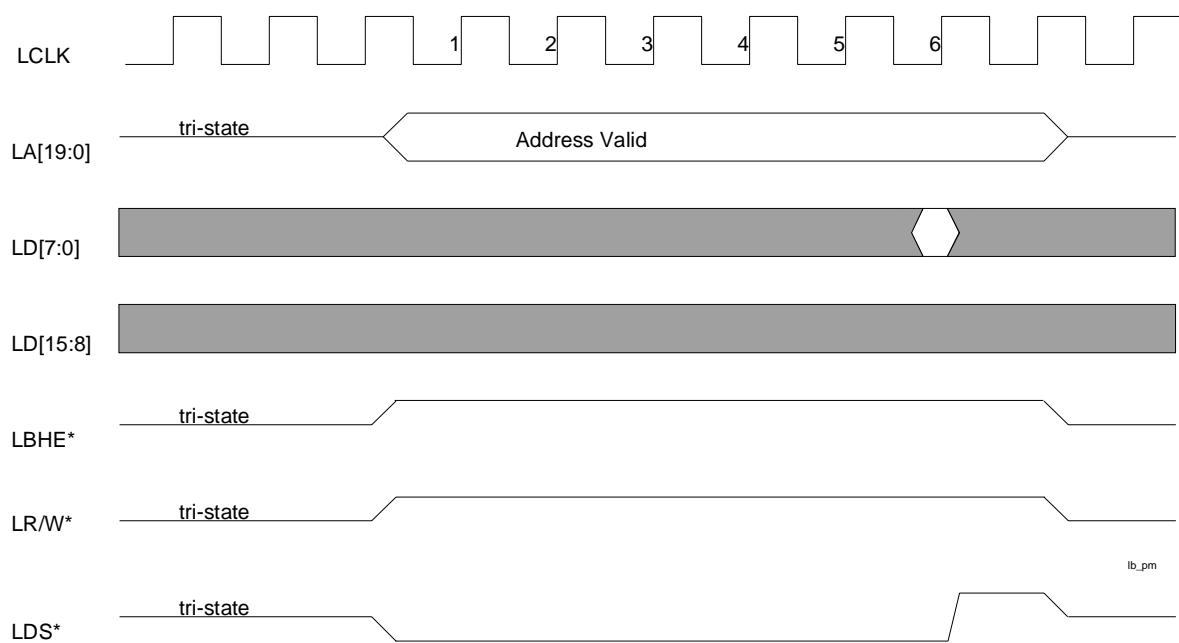 LCLK
1 2 3 4 5 6
LA[19:0]
tri-state
Address Valid
LD[7:0]
LD[15:8]
LBHE*
tri-state
LR/W*
tri-state
lb_pm
LDS*
tri-state